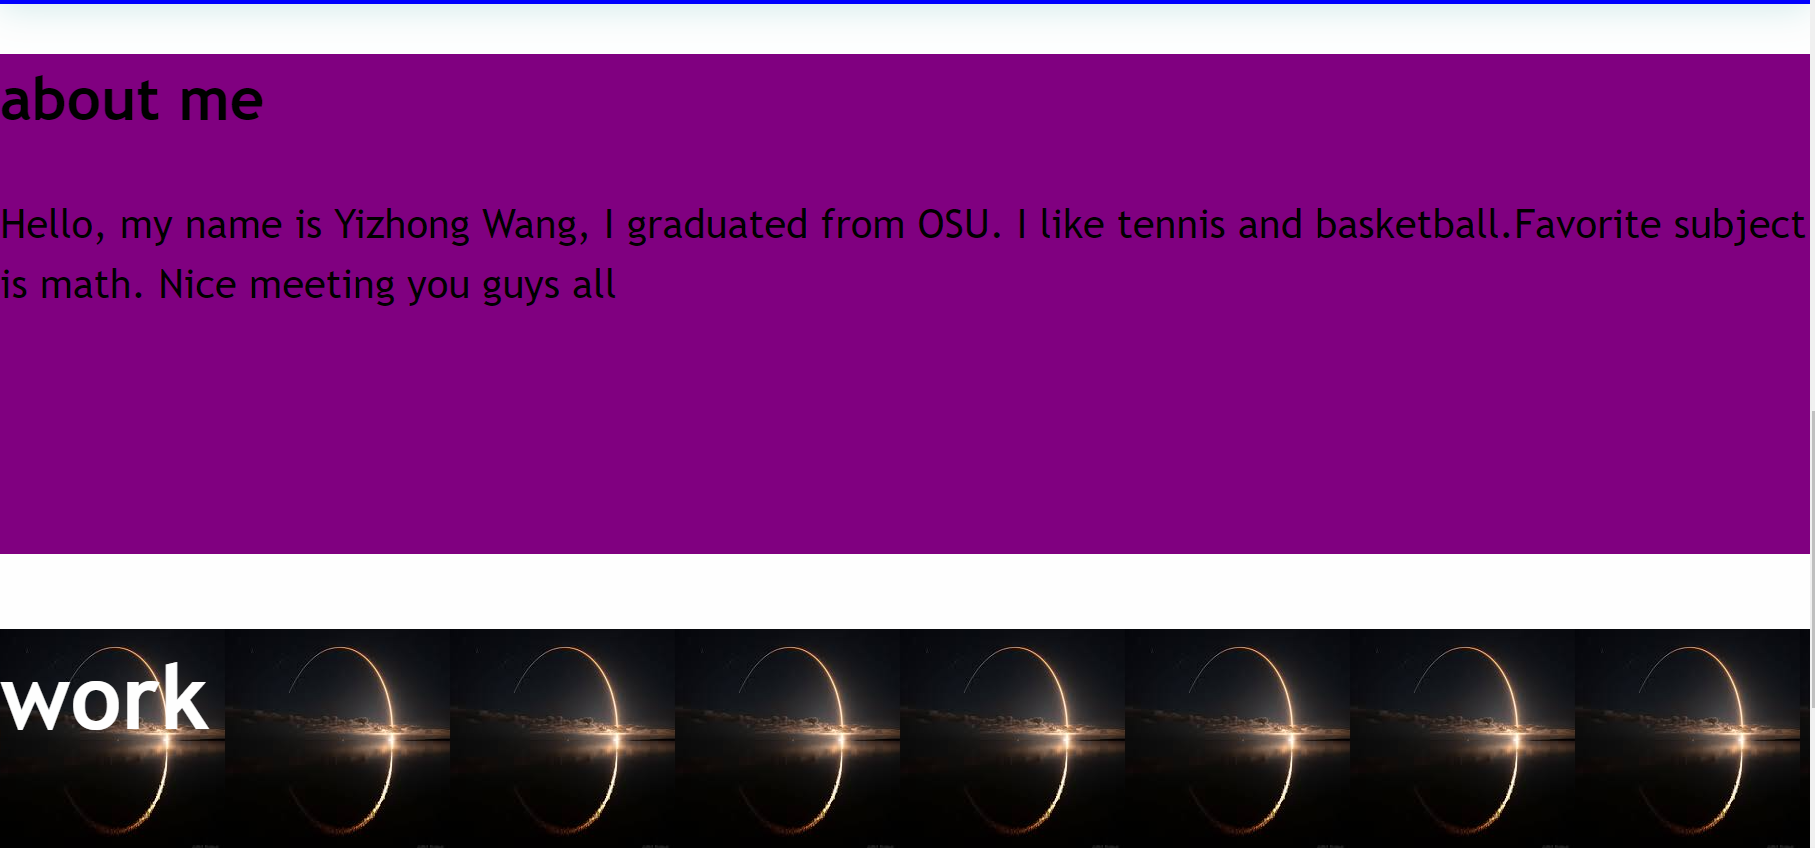 about me
Hello, my name is Yizhong Wang, I graduated from OSU. I like tennis and basketball.Favorite subject
is math. Nice meeting you guys all
work